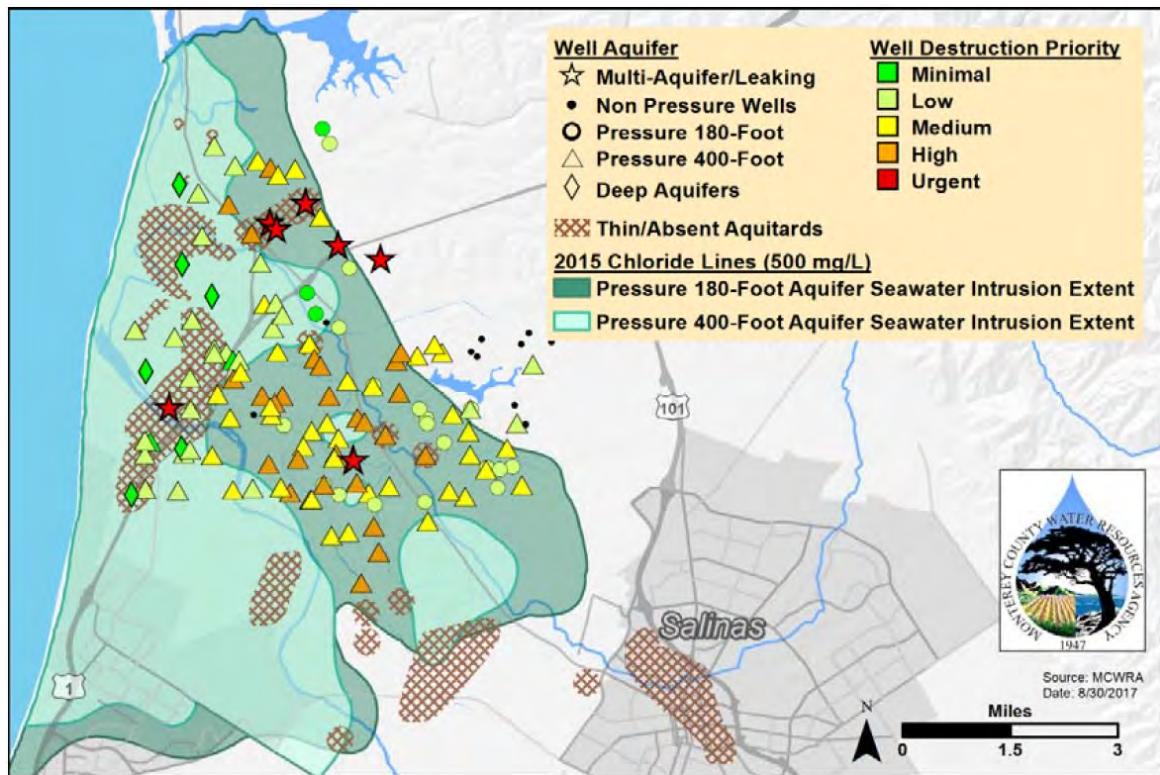 Well Aquifer
Multi-Aquifer/Leaking
Non Pressure Wells
Pressure 180-Foot
Pressure 400-Foot
Deep Aquifers
Thin/Absent Aquitards
Well Destruction Priority
Minimal
Low
Medium
High
Urgent
2015 Chloride Lines (500 mg/L)
Pressure 180-Foot Aquifer Seawater Intrusion Extent
Pressure 400-Foot Aquifer Seawater Intrusion Extent
101
Salinas
1
MONTEREY COUNTY WATER RESOURCES AGENCY
1947
Source: MCWRA
Date: 8/30/2017
N
Miles
0 1.5 3